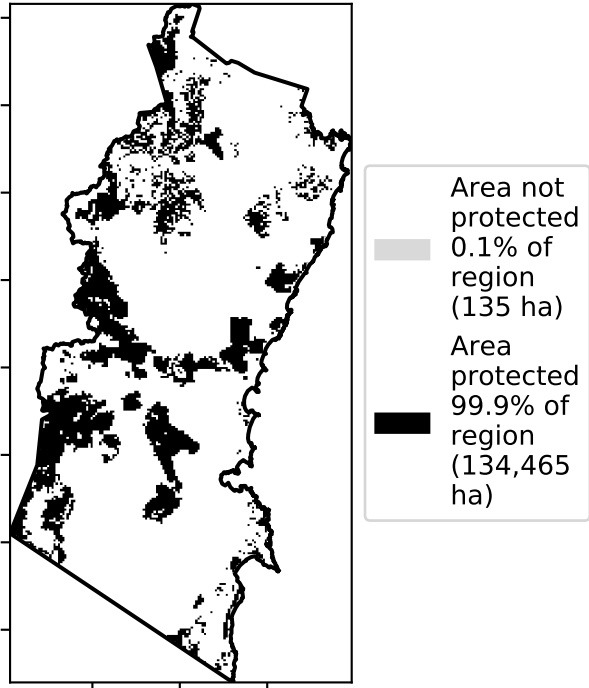 Area not
protected
0.1% of
region
(135 ha)
Area
protected
99.9% of
region
(134,465
ha)